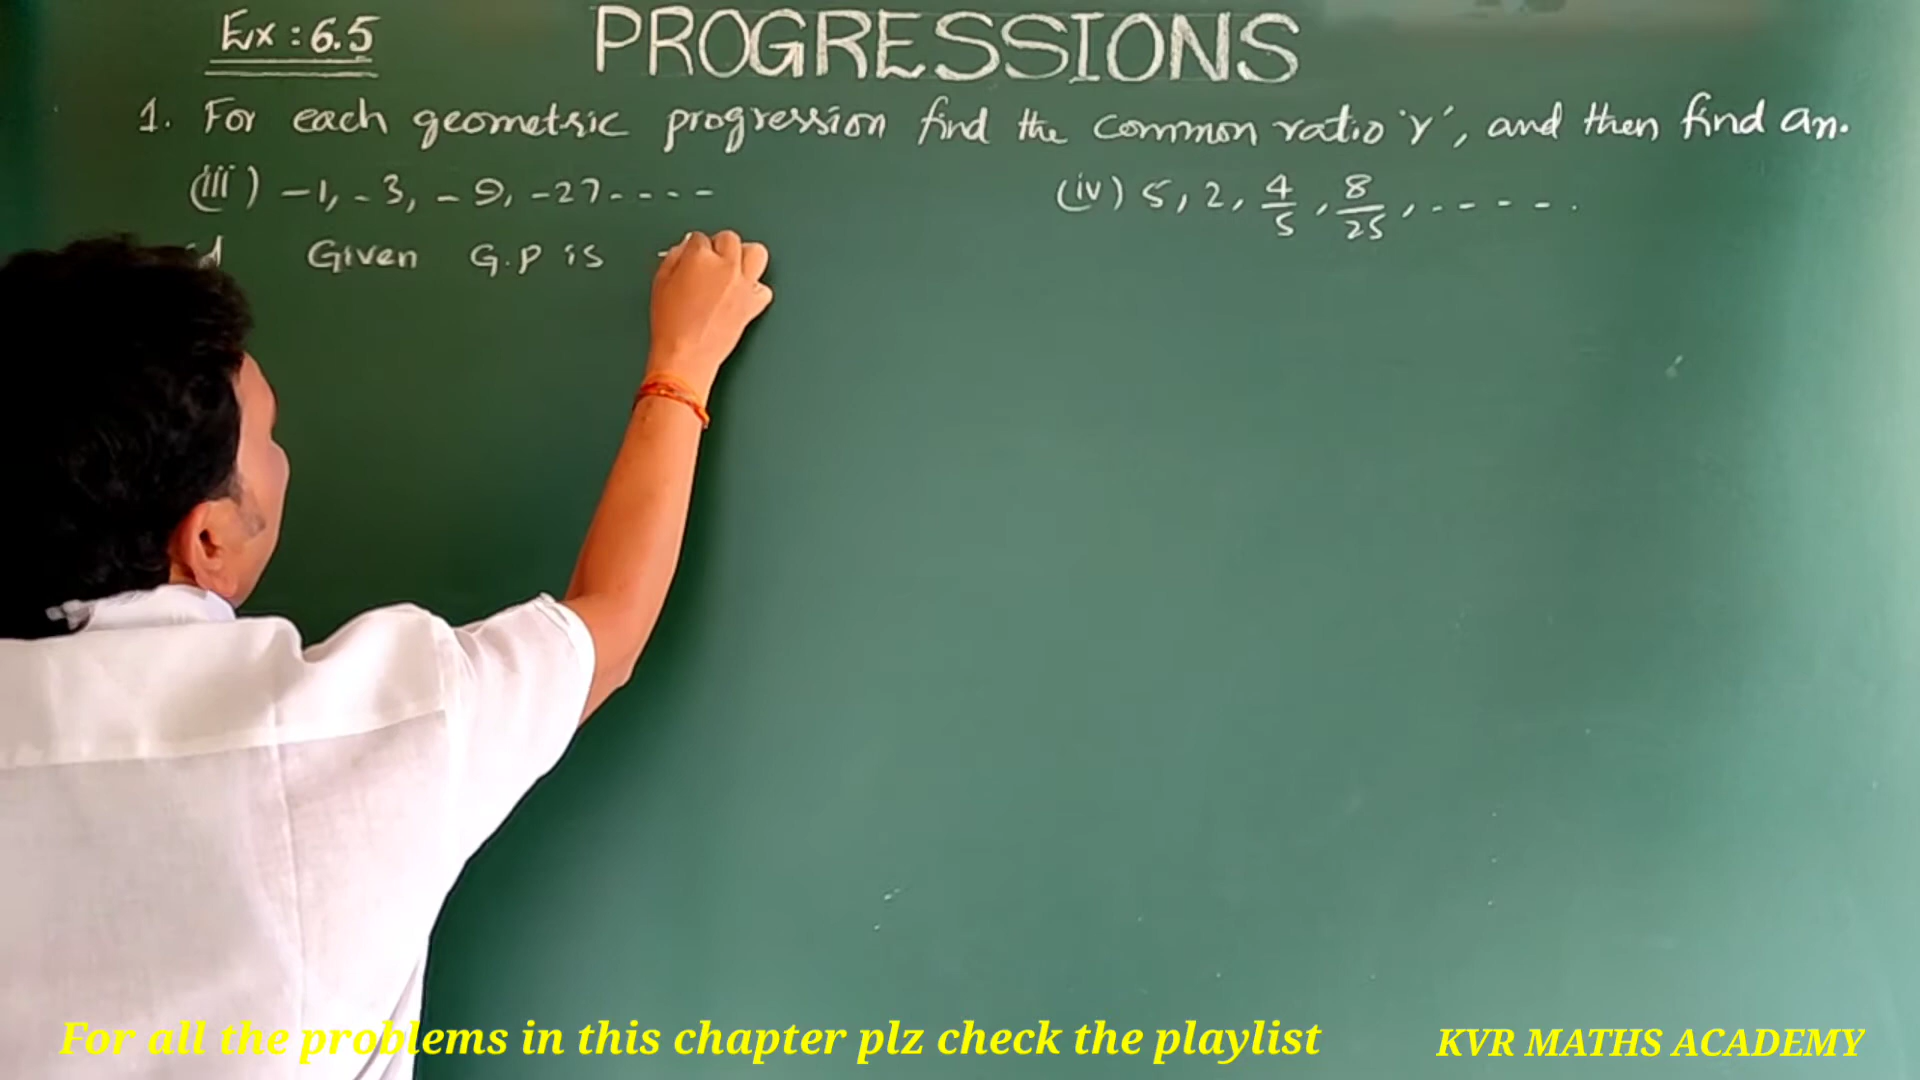 Ex : 6.5
PROGRESSIONS
1. For each geometric progression find the common ratio 'r', and then find an.
(iii) -1, -3, -9, -27 - - - -
(iv) 5, 2, 4/5, 8/25, - - - - - .
Given G.P is -
For all the problems in this chapter plz check the playlist
KVR MATHS ACADEMY